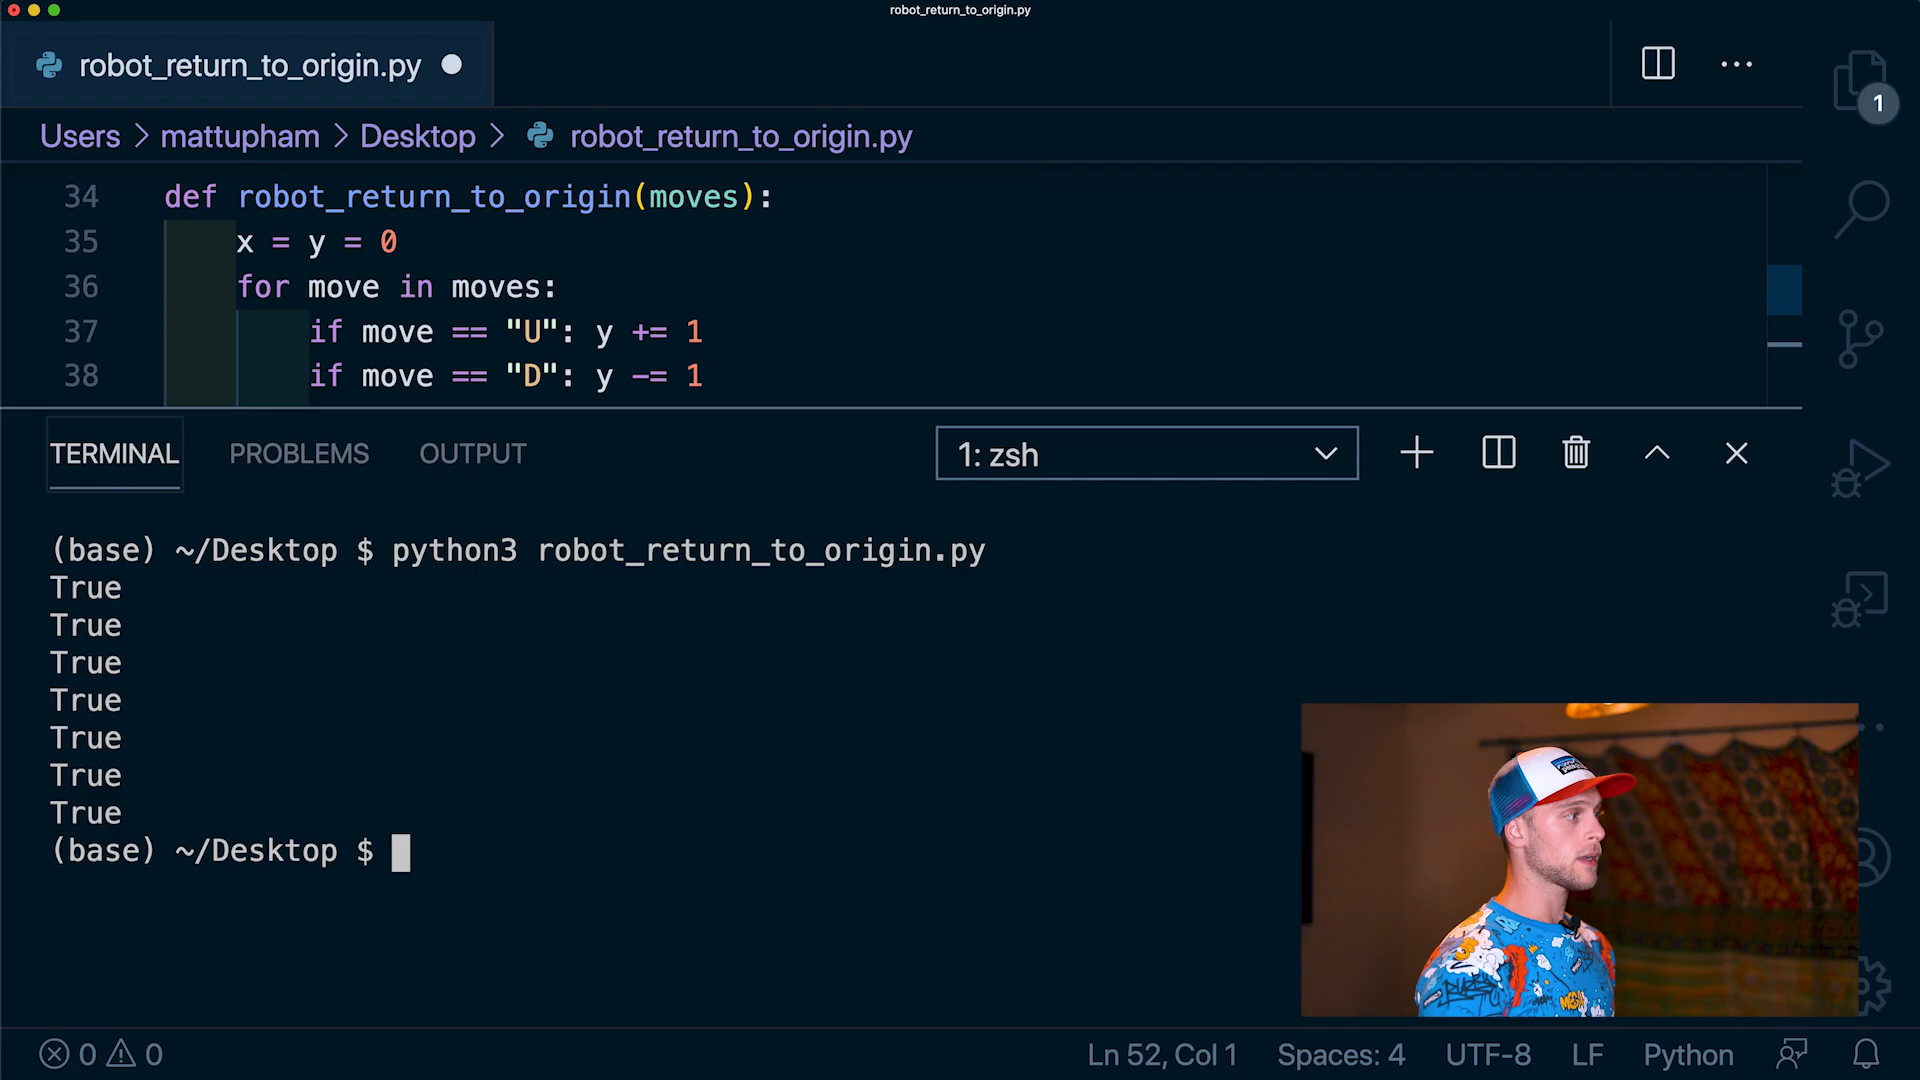 robot_return_to_origin.py
robot_return_to_origin.py
1
Users > mattupham > Desktop > robot_return_to_origin.py
34 def robot_return_to_origin(moves):
35 x = y = 0
36 for move in moves:
37 if move == "U": y += 1
38 if move == "D": y -= 1
TERMINAL PROBLEMS OUTPUT 1: zsh
(base) ~/Desktop $ python3 robot_return_to_origin.py
True
True
True
True
True
True
True
(base) ~/Desktop $
0 0 Ln 52, Col 1 Spaces: 4 UTF-8 LF Python